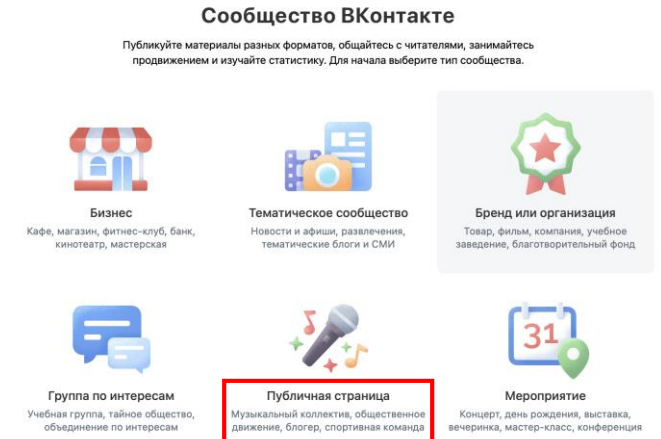 Сообщество ВКонтакте
Публикуйте материалы разных форматов, общайтесь с читателями, занимайтесь
продвижением и изучайте статистику. Для начала выберите тип сообщества.
Бизнес
Кафе, магазин, фитнес-клуб, банк,
кинотеатр, мастерская
Тематическое сообщество
Новости и афиши, развлечения,
тематические блоги и СМИ
Бренд или организация
Товар, фильм, компания, учебное
заведение, благотворительный фонд
31
Группа по интересам
Учебная группа, тайное общество,
объединение по интересам
Публичная страница
Музыкальный коллектив, общественное
движение, блогер, спортивная команда
Мероприятие
Концерт, день рождения, выставка,
вечеринка, мастер-класс, конференция